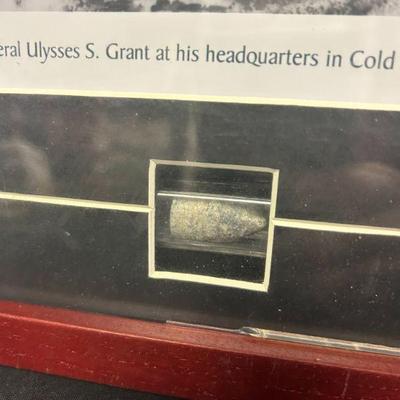 eral Ulysses S. Grant at his headquarters in Cold